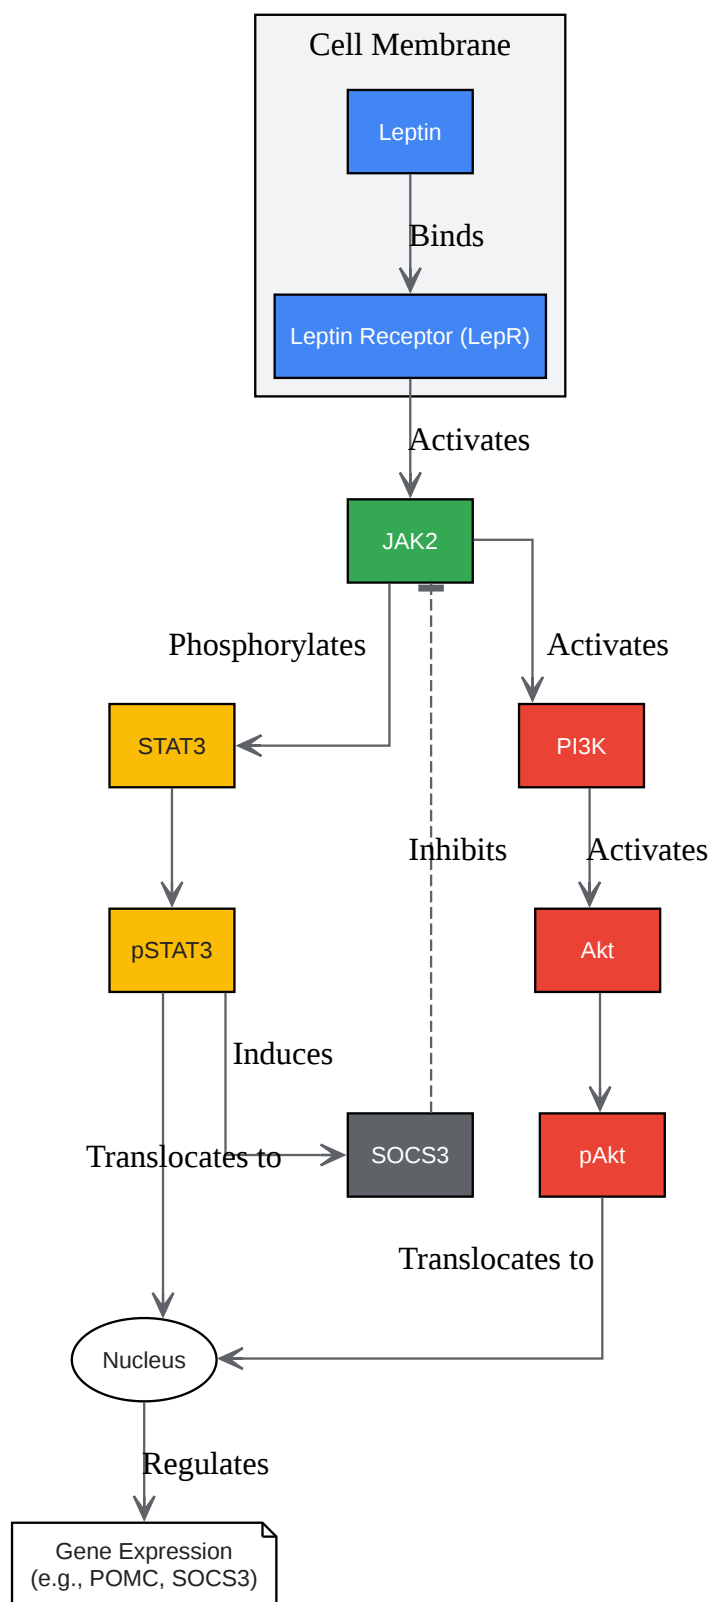 Cell Membrane
Leptin
Binds
Leptin Receptor (LepR)
Activates
JAK2
Phosphorylates
Activates
STAT3
PI3K
Inhibits
Activates
pSTAT3
Akt
Induces
Translocates to
SOCS3
pAkt
Translocates to
Nucleus
Regulates
Gene Expression
(e.g., POMC, SOCS3)